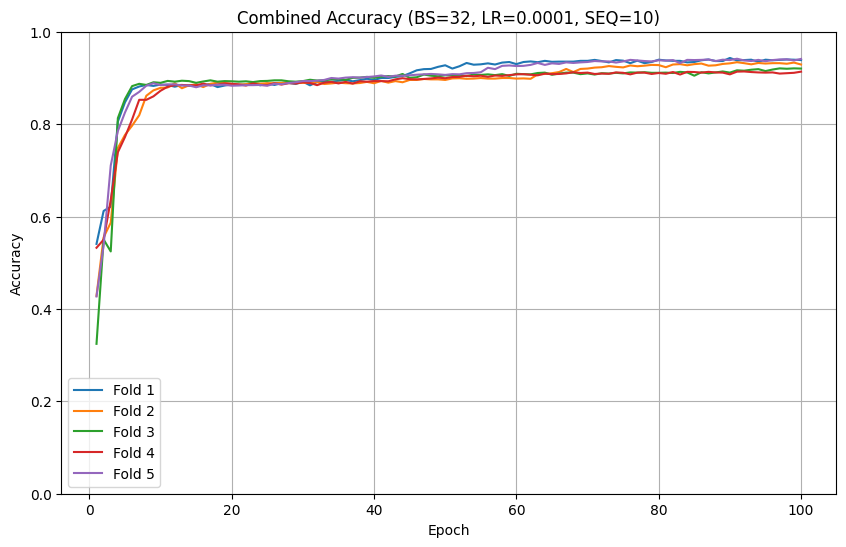 Combined Accuracy (BS=32, LR=0.0001, SEQ=10)
1.0
0.8
0.6
0.4
0.2
0.0
Accuracy
Fold 1
Fold 2
Fold 3
Fold 4
Fold 5
0 20 40 60 80 100
Epoch